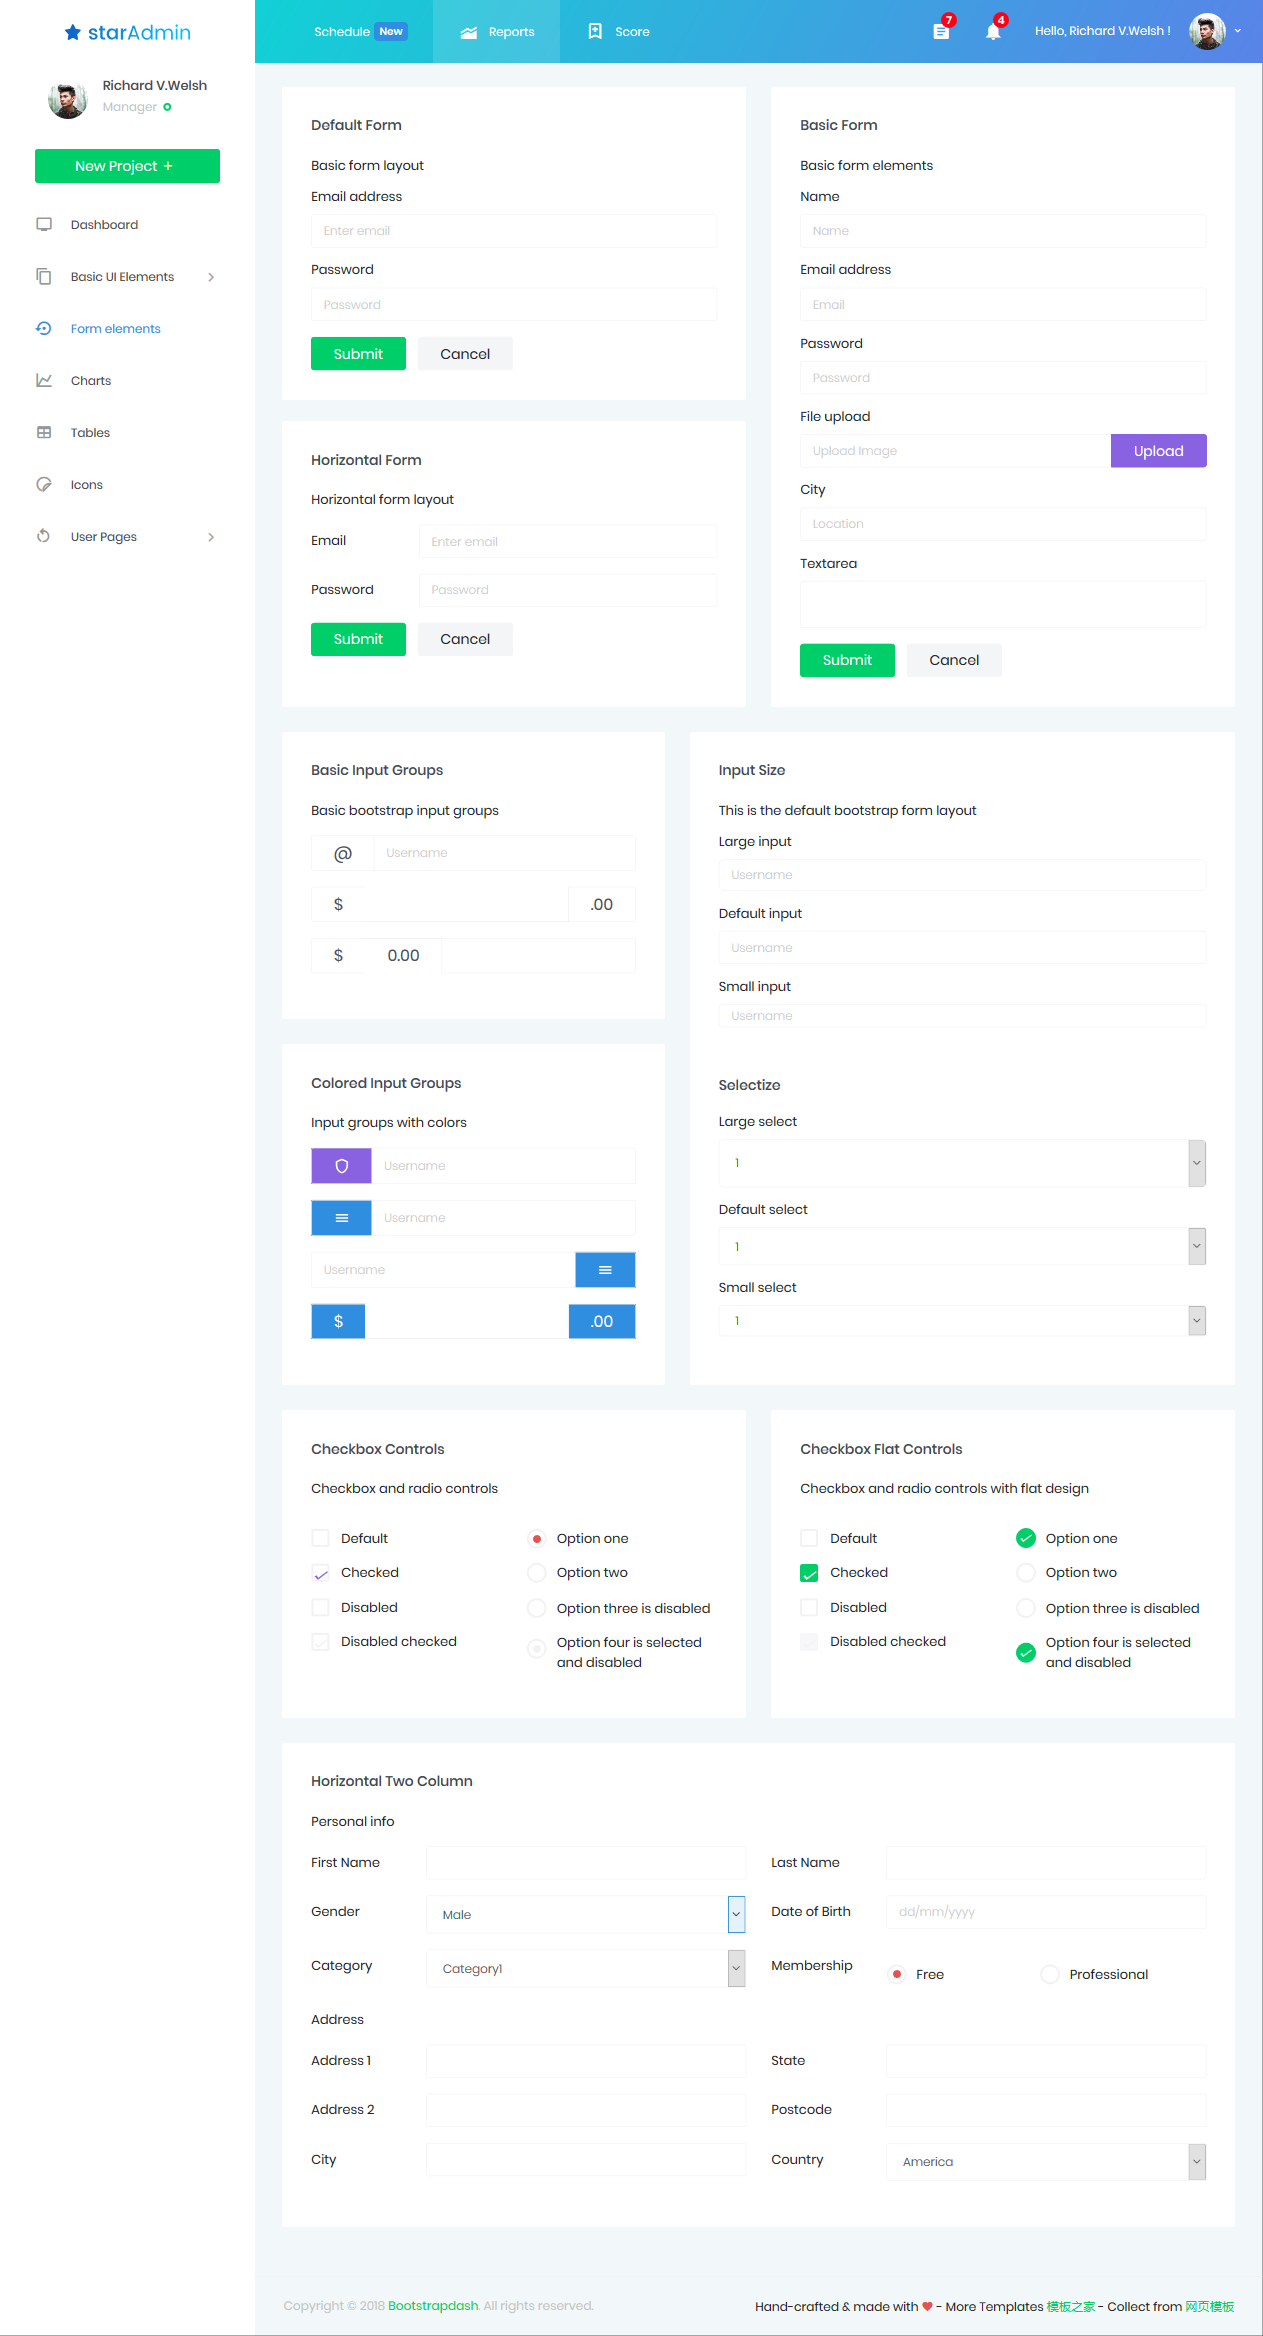 starAdmin
Schedule New
Reports
Score
7
4
Hello, Richard V.Welsh !
Richard V.Welsh
Manager
New Project +
Dashboard
Basic UI Elements
Form elements
Charts
Tables
Icons
User Pages
Default Form
Basic form layout
Email address
Enter email
Password
Password
Submit Cancel
Horizontal Form
Horizontal form layout
Email Enter email
Password Password
Submit Cancel
Basic Form
Basic form elements
Name
Name
Email address
Email
Password
Password
File upload
Upload Image Upload
City
Location
Textarea
Submit Cancel
Basic Input Groups
Basic bootstrap input groups
@ Username
$ .00
$ 0.00
Colored Input Groups
Input groups with colors
Username
Username
Username
$ .00
Input Size
This is the default bootstrap form layout
Large input
Username
Default input
Username
Small input
Username
Selectize
Large select
1
Default select
1
Small select
1
Checkbox Controls
Checkbox and radio controls
Default
Checked
Disabled
Disabled checked
Option one
Option two
Option three is disabled
Option four is selected
and disabled
Checkbox Flat Controls
Checkbox and radio controls with flat design
Default
Checked
Disabled
Disabled checked
Option one
Option two
Option three is disabled
Option four is selected
and disabled
Horizontal Two Column
Personal info
First Name Last Name
Gender Male Date of Birth dd/mm/yyyy
Category Category1 Membership Free Professional
Address
Address 1 State
Address 2 Postcode
City Country America
Copyright © 2018 Bootstrapdash. All rights reserved.
Hand-crafted & made with ♥ - More Templates 模板之家 - Collect from 网页模板